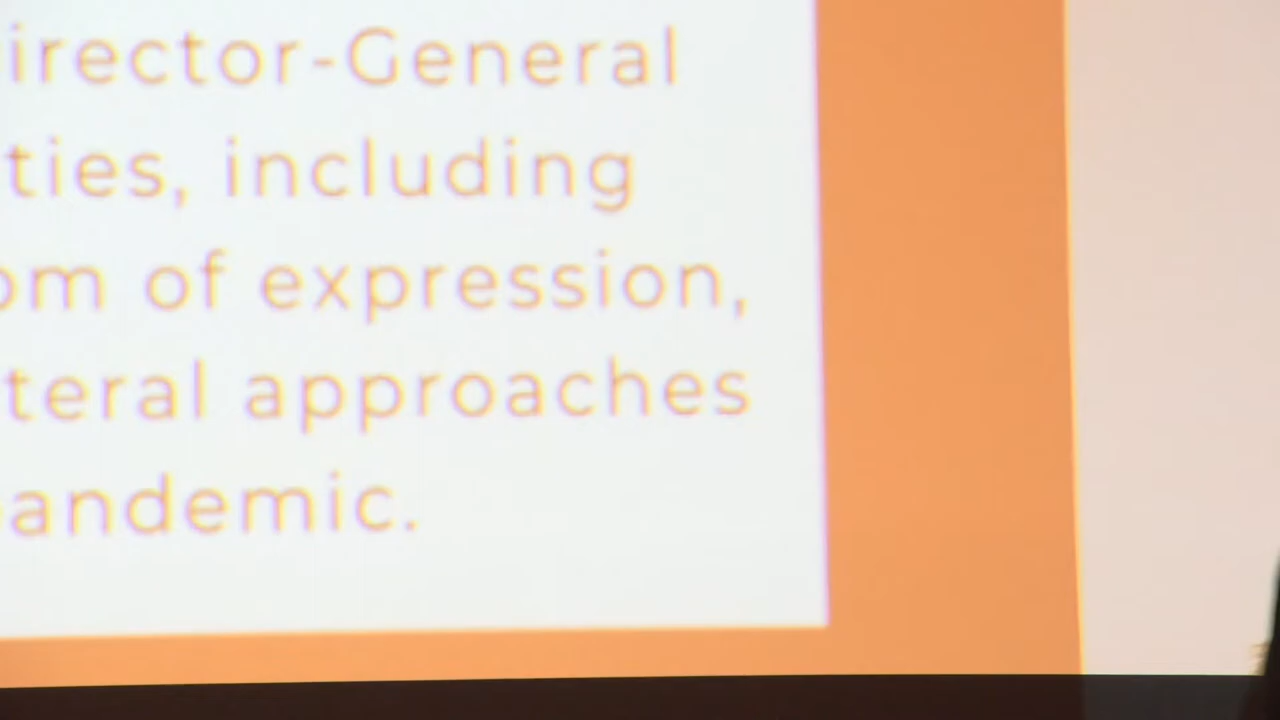 irector-General
ties, including
om of expression,
teral approaches
andemic.